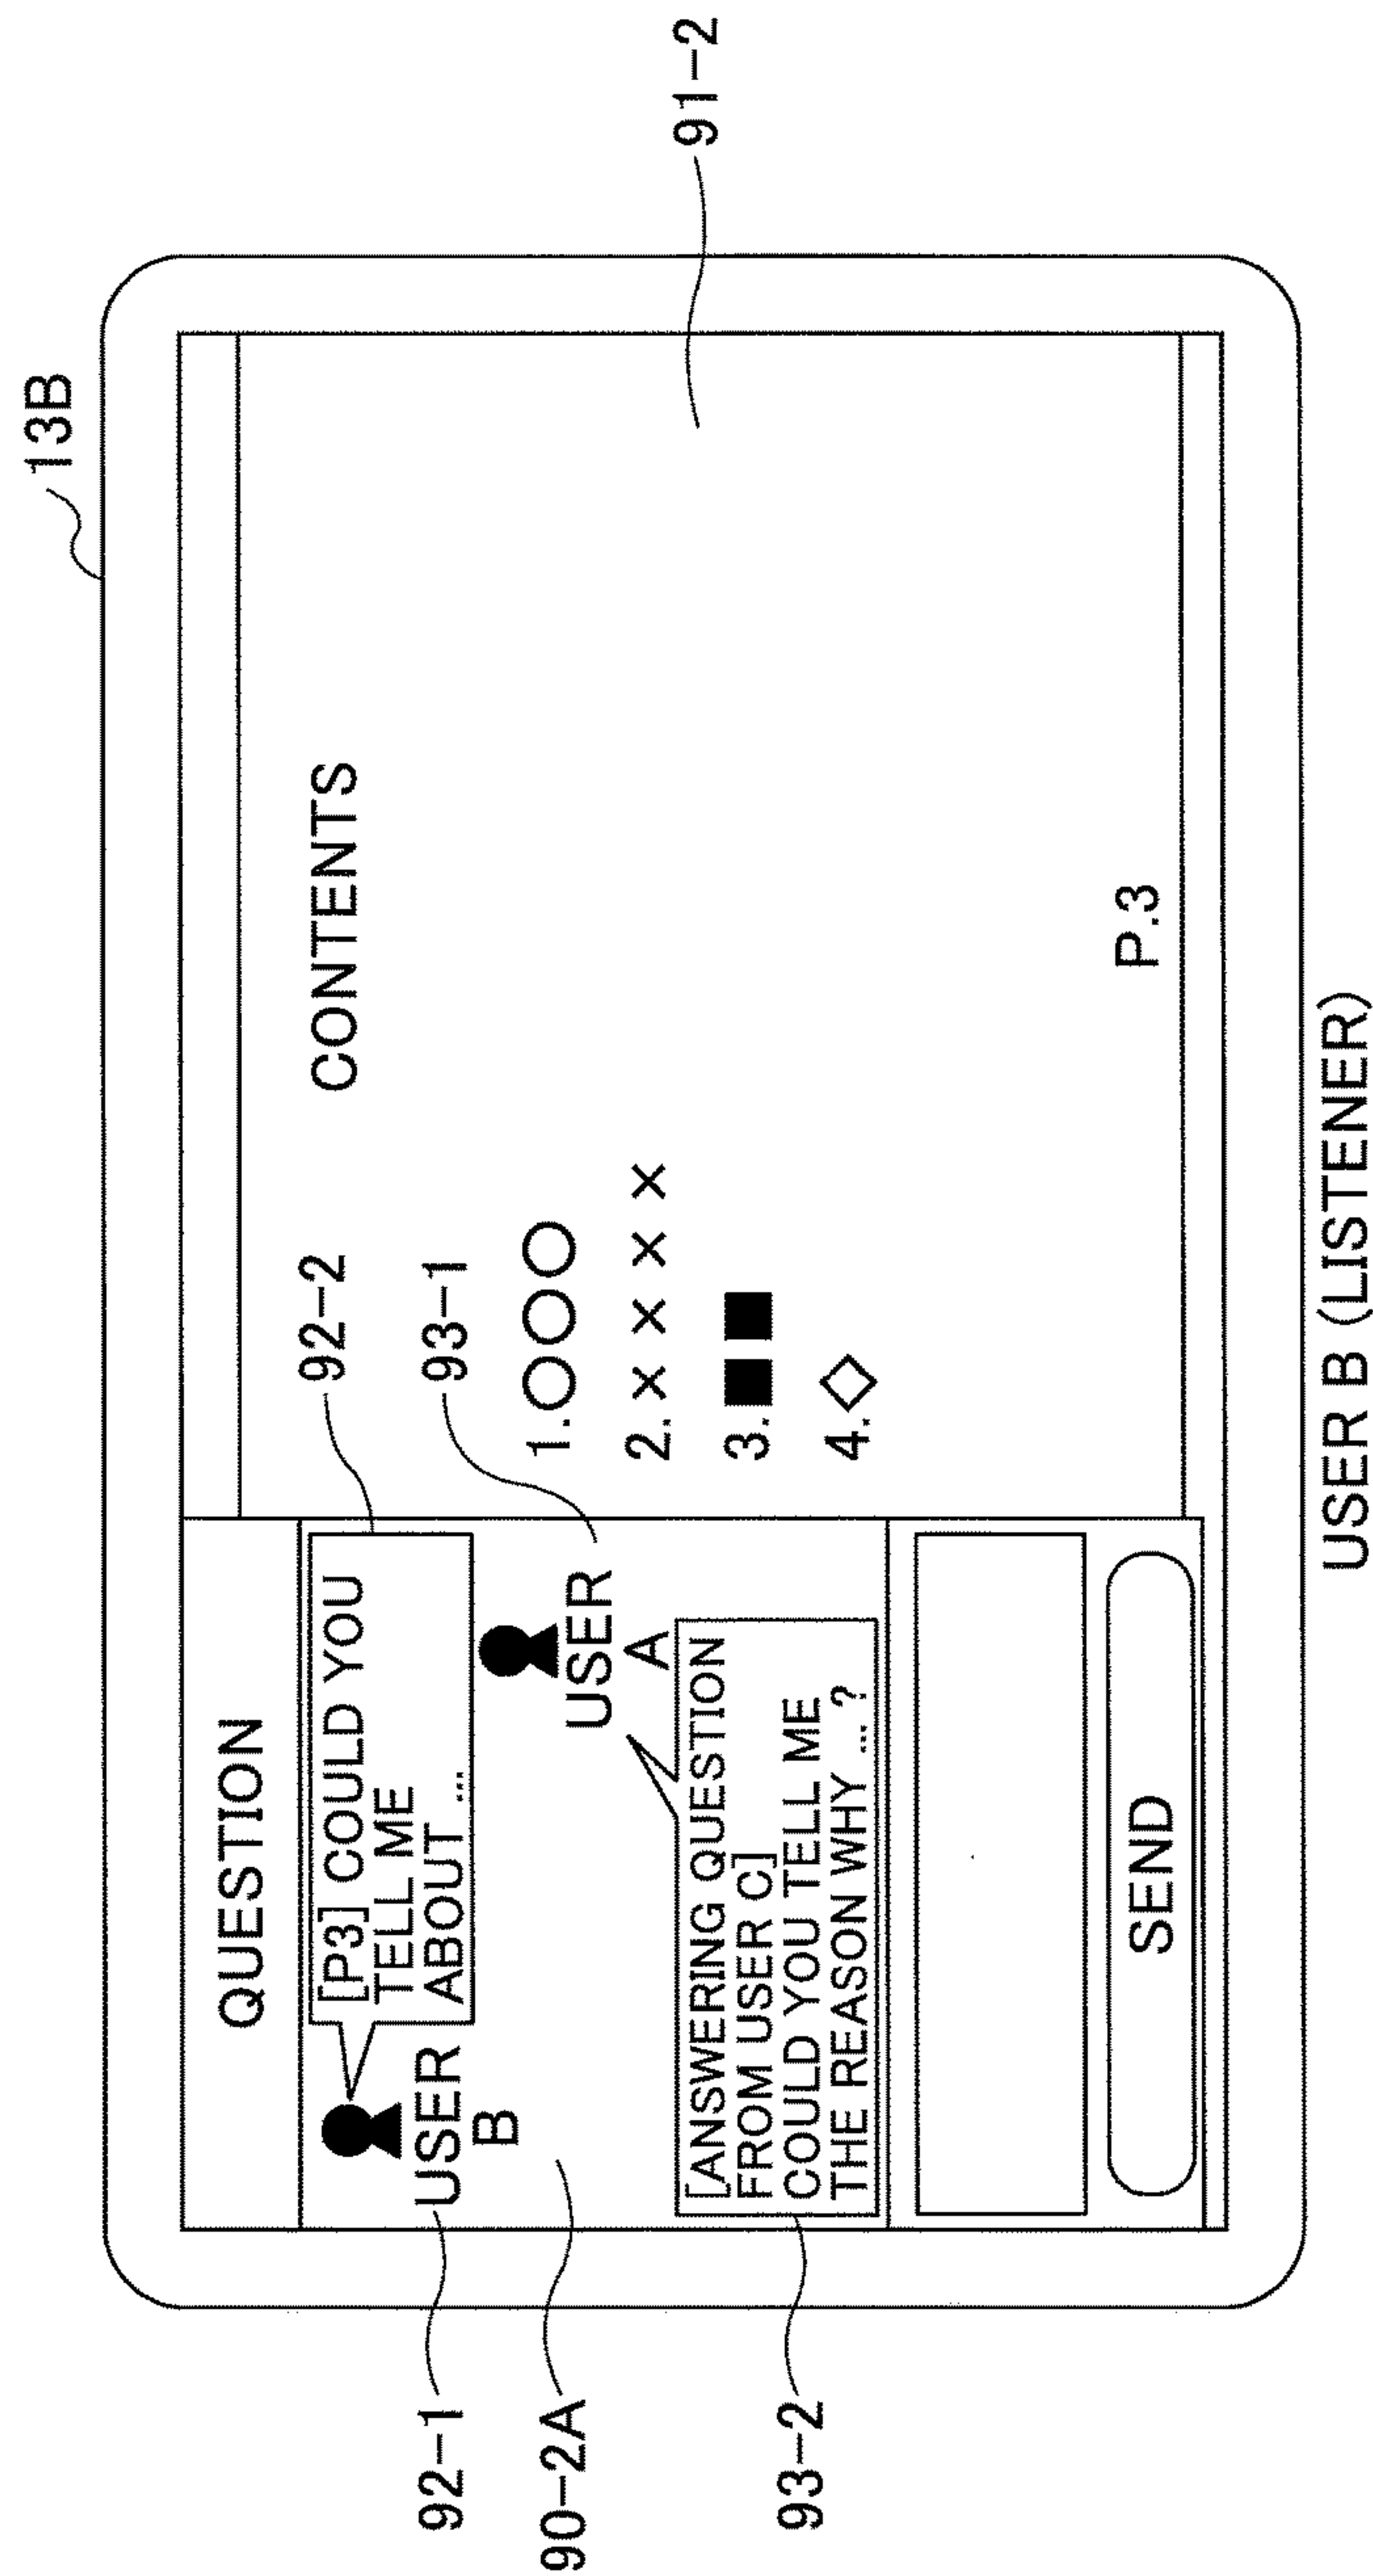 13B
QUESTION
92-2
[P3] COULD YOU
TELL ME
ABOUT ...
USER
B
92-1
93-1
USER
A
90-2A
[ANSWERING QUESTION
FROM USER C]
COULD YOU TELL ME
THE REASON WHY ... ?
93-2
SEND
CONTENTS
1.○○○
2.××××
3.■■
4.◇
P.3
91-2
USER B (LISTENER)